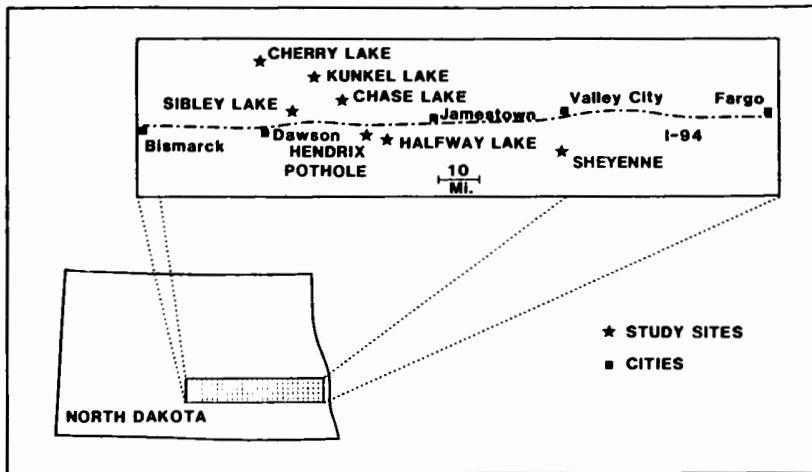 CHERRY LAKE
KUNKEL LAKE
CHASE LAKE
SIBLEY LAKE
Jamestown
Valley City
Fargo
Bismarck
Dawson
HENDRIX
POTHOLE
HALFWAY LAKE
I-94
SHEYENNE
10
Mi.
STUDY SITES
CITIES
NORTH DAKOTA